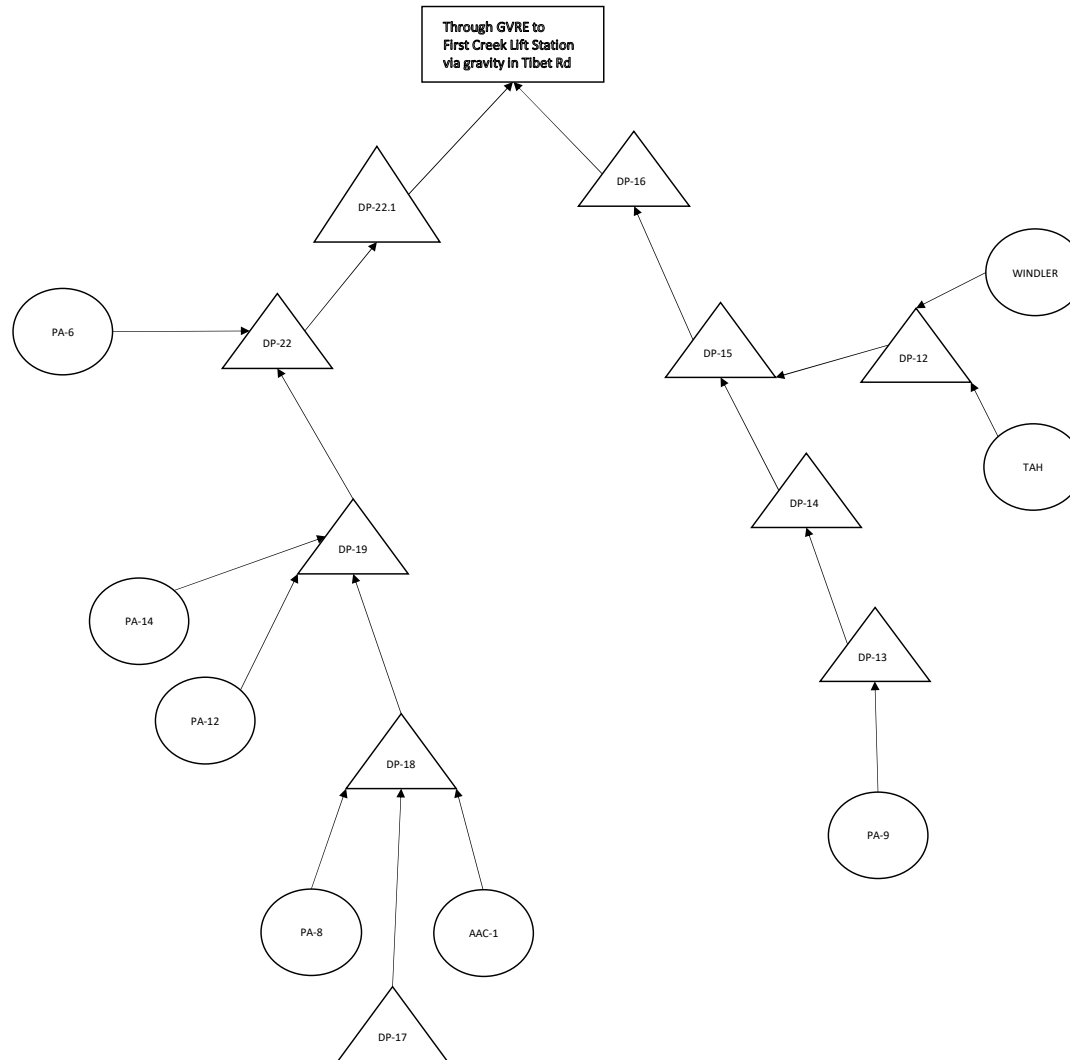 Through GVRE to
First Creek Lift Station
via gravity in Tibet Rd
DP-16
DP-22.1
WINDLER
PA-6
DP-22
DP-15
DP-12
TAH
DP-14
DP-19
PA-14
DP-13
PA-12
DP-18
PA-9
PA-8
AAC-1
DP-17